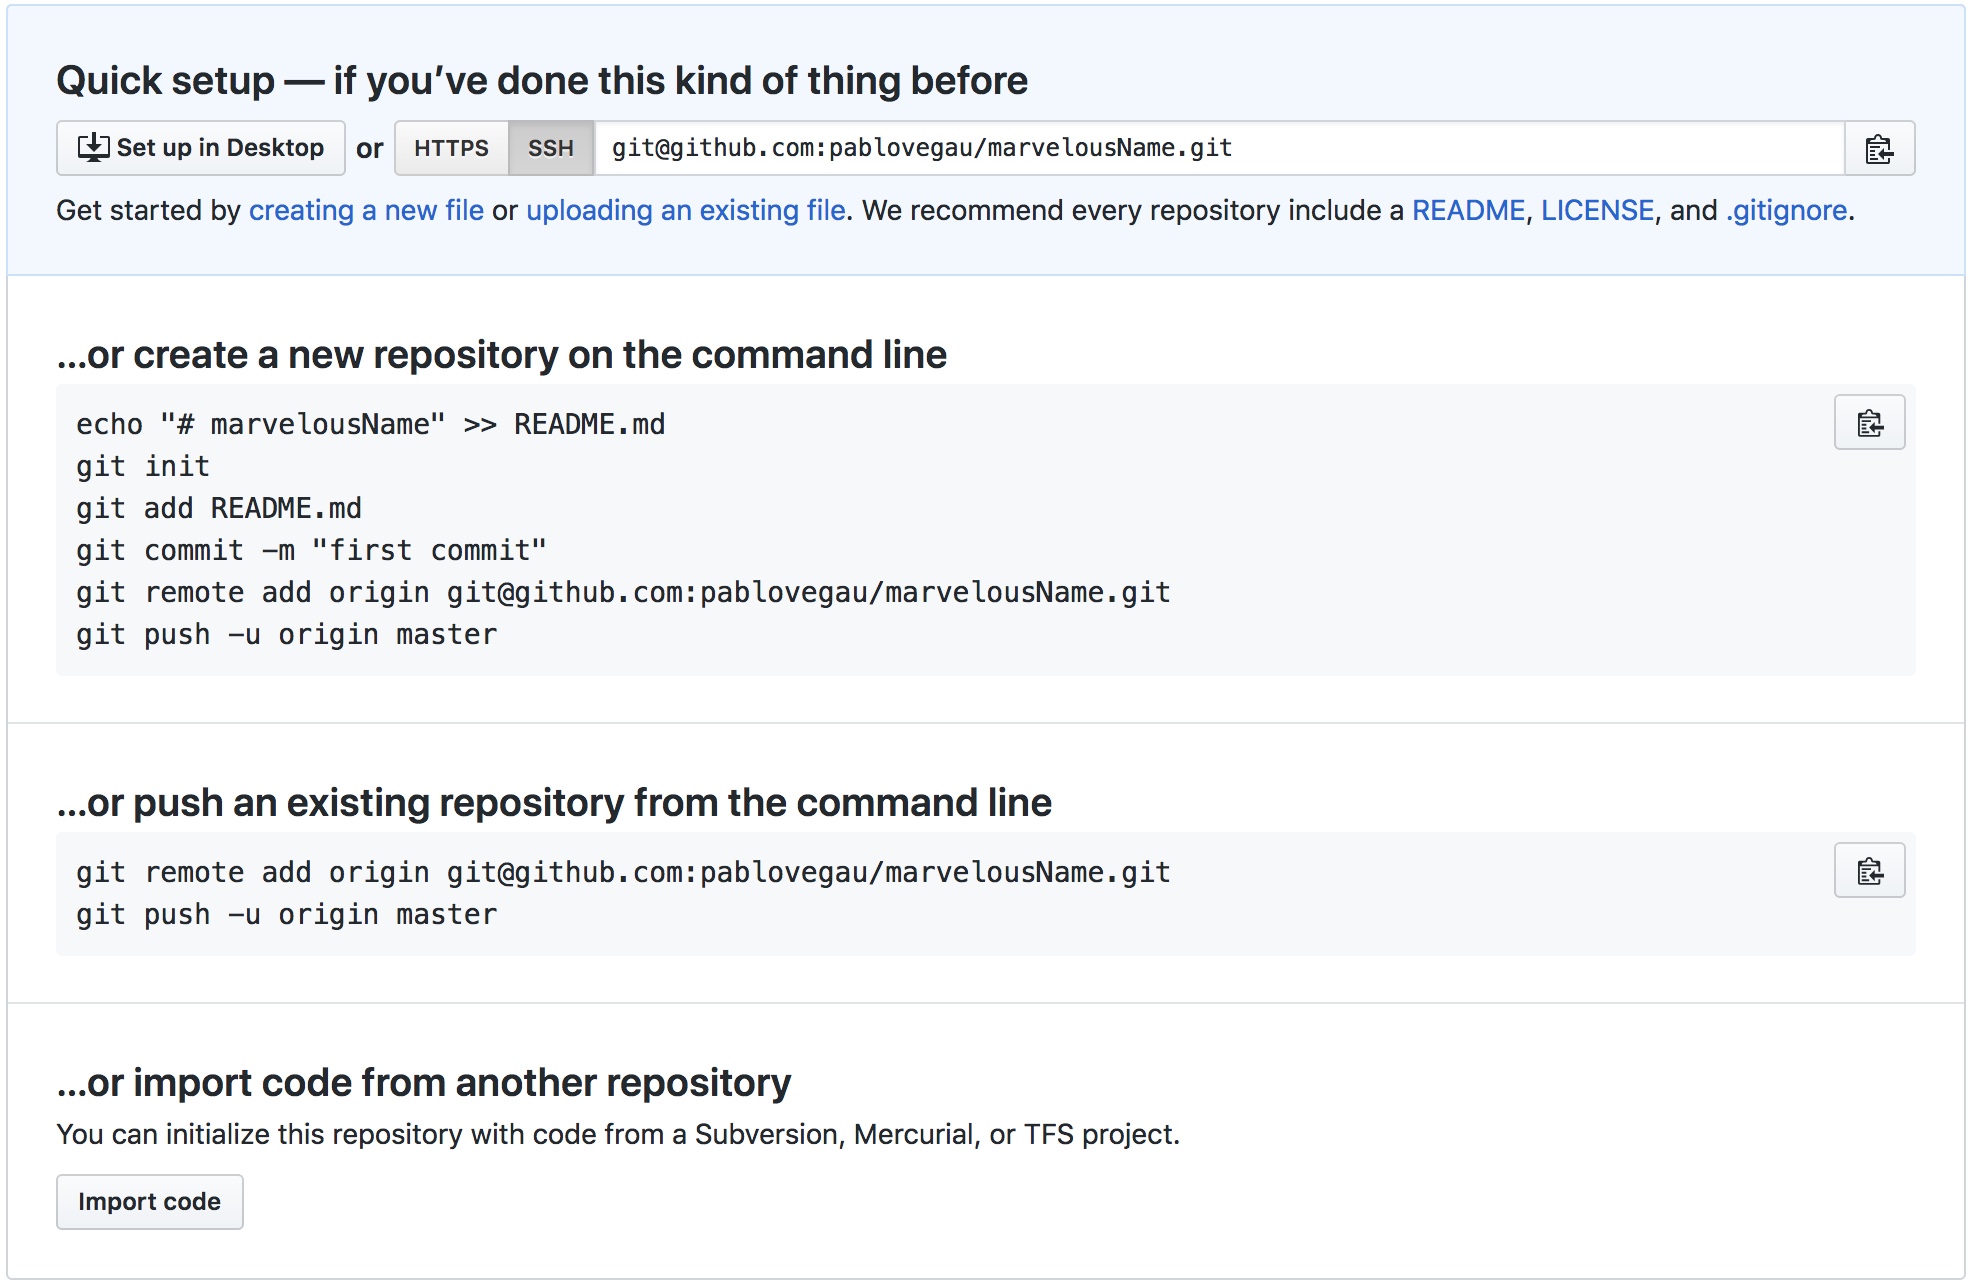 Quick setup — if you’ve done this kind of thing before
Set up in Desktop or HTTPS SSH git@github.com:pablovegau/marvelousName.git
Get started by creating a new file or uploading an existing file. We recommend every repository include a README, LICENSE, and .gitignore.
…or create a new repository on the command line
echo "# marvelousName" >> README.md
git init
git add README.md
git commit -m "first commit"
git remote add origin git@github.com:pablovegau/marvelousName.git
git push -u origin master
…or push an existing repository from the command line
git remote add origin git@github.com:pablovegau/marvelousName.git
git push -u origin master
…or import code from another repository
You can initialize this repository with code from a Subversion, Mercurial, or TFS project.
Import code